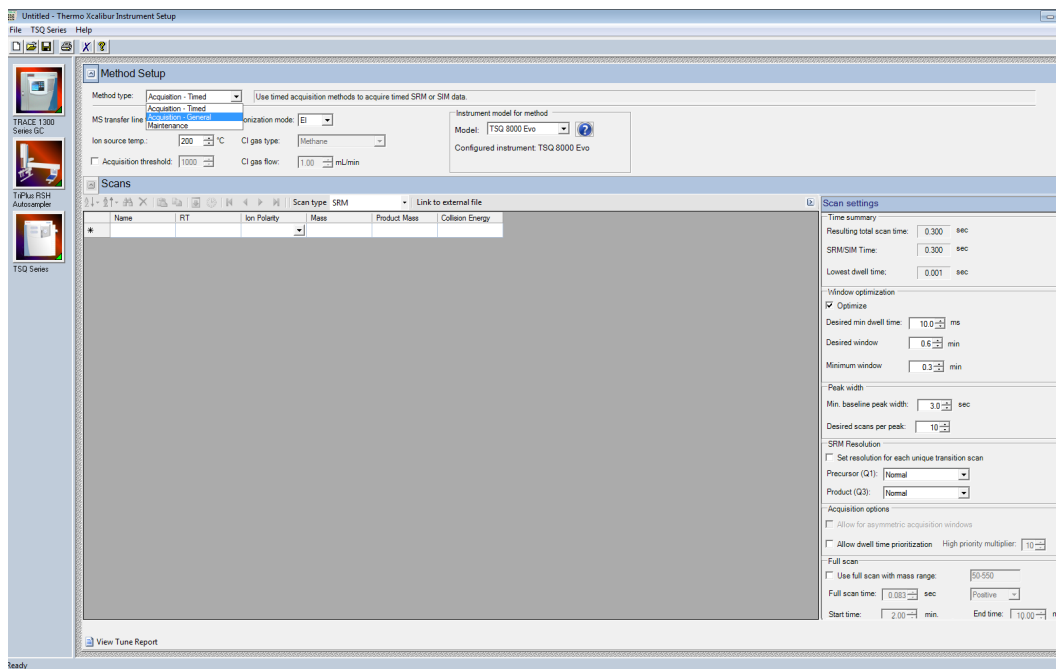 Untitled - Thermo Xcalibur Instrument Setup
File TSQ Series Help
TRACE 1300
Series GC
TriPlus RSH
Autosampler
TSQ Series
Method Setup
Method type: Acquisition - Timed Use timed acquisition methods to acquire timed SRM or SIM data.
Acquisition - Timed
Acquisition - General
Maintenance
MS transfer line onization mode: EI
Ion source temp.: 200 °C CI gas type: Methane
Acquisition threshold: 1000 CI gas flow: 1.00 mL/min
Instrument model for method
Model: TSQ 8000 Evo
Configured instrument: TSQ 8000 Evo
Scans
Scan type SRM Link to external file
Name RT Ion Polarity Mass Product Mass Collision Energy
Scan settings
Time summary
Resulting total scan time: 0.300 sec
SRM/SIM Time: 0.300 sec
Lowest dwell time: 0.001 sec
Window optimization
Optimize
Desired min dwell time: 10.0 ms
Desired window 0.6 min
Minimum window 0.3 min
Peak width
Min. baseline peak width: 3.0 sec
Desired scans per peak: 10
SRM Resolution
Set resolution for each unique transition scan
Precursor (Q1): Normal
Product (Q3): Normal
Acquisition options
Allow for asymmetric acquisition windows
Allow dwell time prioritization High priority multiplier: 10
Full scan
Use full scan with mass range: 50-550
Full scan time: 0.083 sec Positive
Start time: 2.00 min. End time: 10.00
View Tune Report
Ready